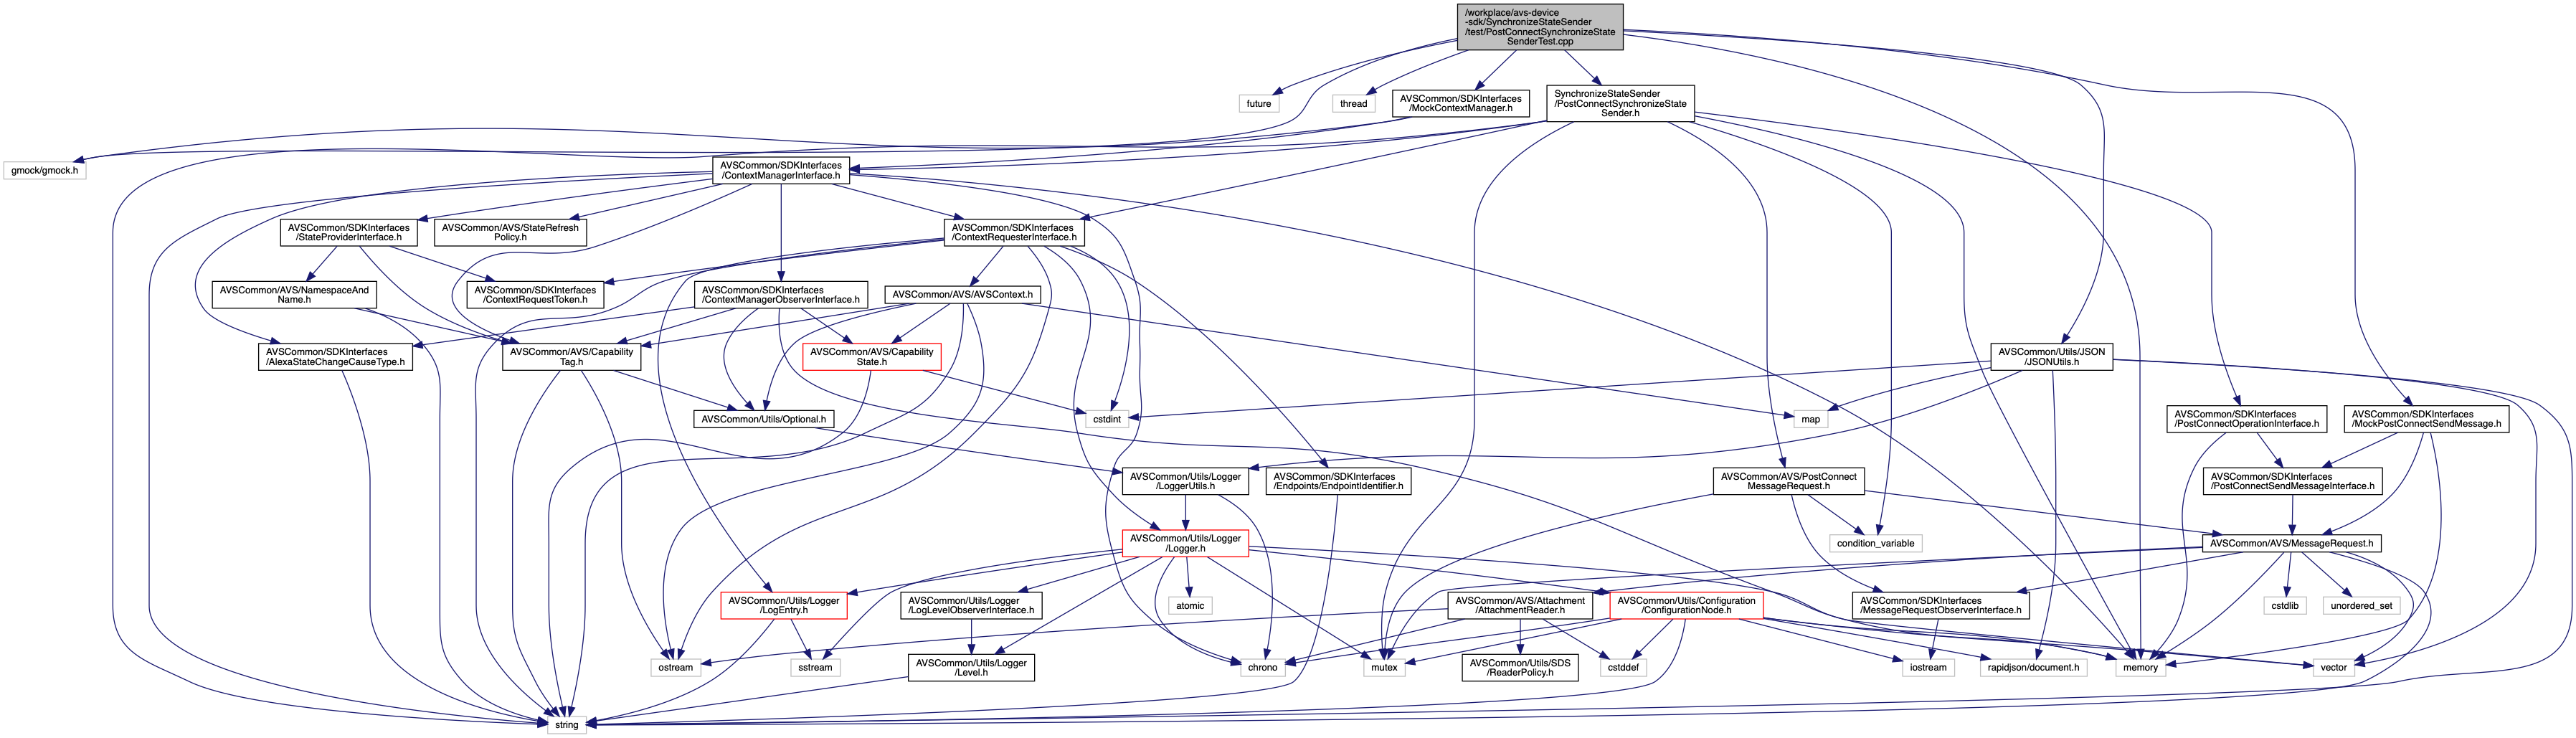 /workplace/avs-device
-sdk/SynchronizeStateSender
/test/PostConnectSynchronizeState
SenderTest.cpp
future
thread
AVSCommon/SDKInterfaces
/MockContextManager.h
SynchronizeStateSender
/PostConnectSynchronizeState
Sender.h
gmock/gmock.h
AVSCommon/SDKInterfaces
/ContextManagerInterface.h
AVSCommon/SDKInterfaces
/StateProviderInterface.h
AVSCommon/AVS/StateRefresh
Policy.h
AVSCommon/SDKInterfaces
/ContextRequesterInterface.h
AVSCommon/AVS/NamespaceAnd
Name.h
AVSCommon/SDKInterfaces
/ContextRequestToken.h
AVSCommon/SDKInterfaces
/ContextManagerObserverInterface.h
AVSCommon/AVS/AVSContext.h
AVSCommon/SDKInterfaces
/AlexaStateChangeCauseType.h
AVSCommon/AVS/Capability
Tag.h
AVSCommon/AVS/Capability
State.h
AVSCommon/Utils/JSON
/JSONUtils.h
AVSCommon/Utils/Optional.h
cstdint
map
AVSCommon/SDKInterfaces
/PostConnectOperationInterface.h
AVSCommon/SDKInterfaces
/MockPostConnectSendMessage.h
AVSCommon/Utils/Logger
/LoggerUtils.h
AVSCommon/SDKInterfaces
/Endpoints/EndpointIdentifier.h
AVSCommon/AVS/PostConnect
MessageRequest.h
AVSCommon/SDKInterfaces
/PostConnectSendMessageInterface.h
AVSCommon/Utils/Logger
/Logger.h
condition_variable
AVSCommon/AVS/MessageRequest.h
AVSCommon/Utils/Logger
/LogEntry.h
AVSCommon/Utils/Logger
/LogLevelObserverInterface.h
atomic
AVSCommon/AVS/Attachment
/AttachmentReader.h
AVSCommon/Utils/Configuration
/ConfigurationNode.h
AVSCommon/SDKInterfaces
/MessageRequestObserverInterface.h
cstdlib
unordered_set
ostream
sstream
AVSCommon/Utils/Logger
/Level.h
chrono
mutex
AVSCommon/Utils/SDS
/ReaderPolicy.h
cstddef
iostream
rapidjson/document.h
memory
vector
string